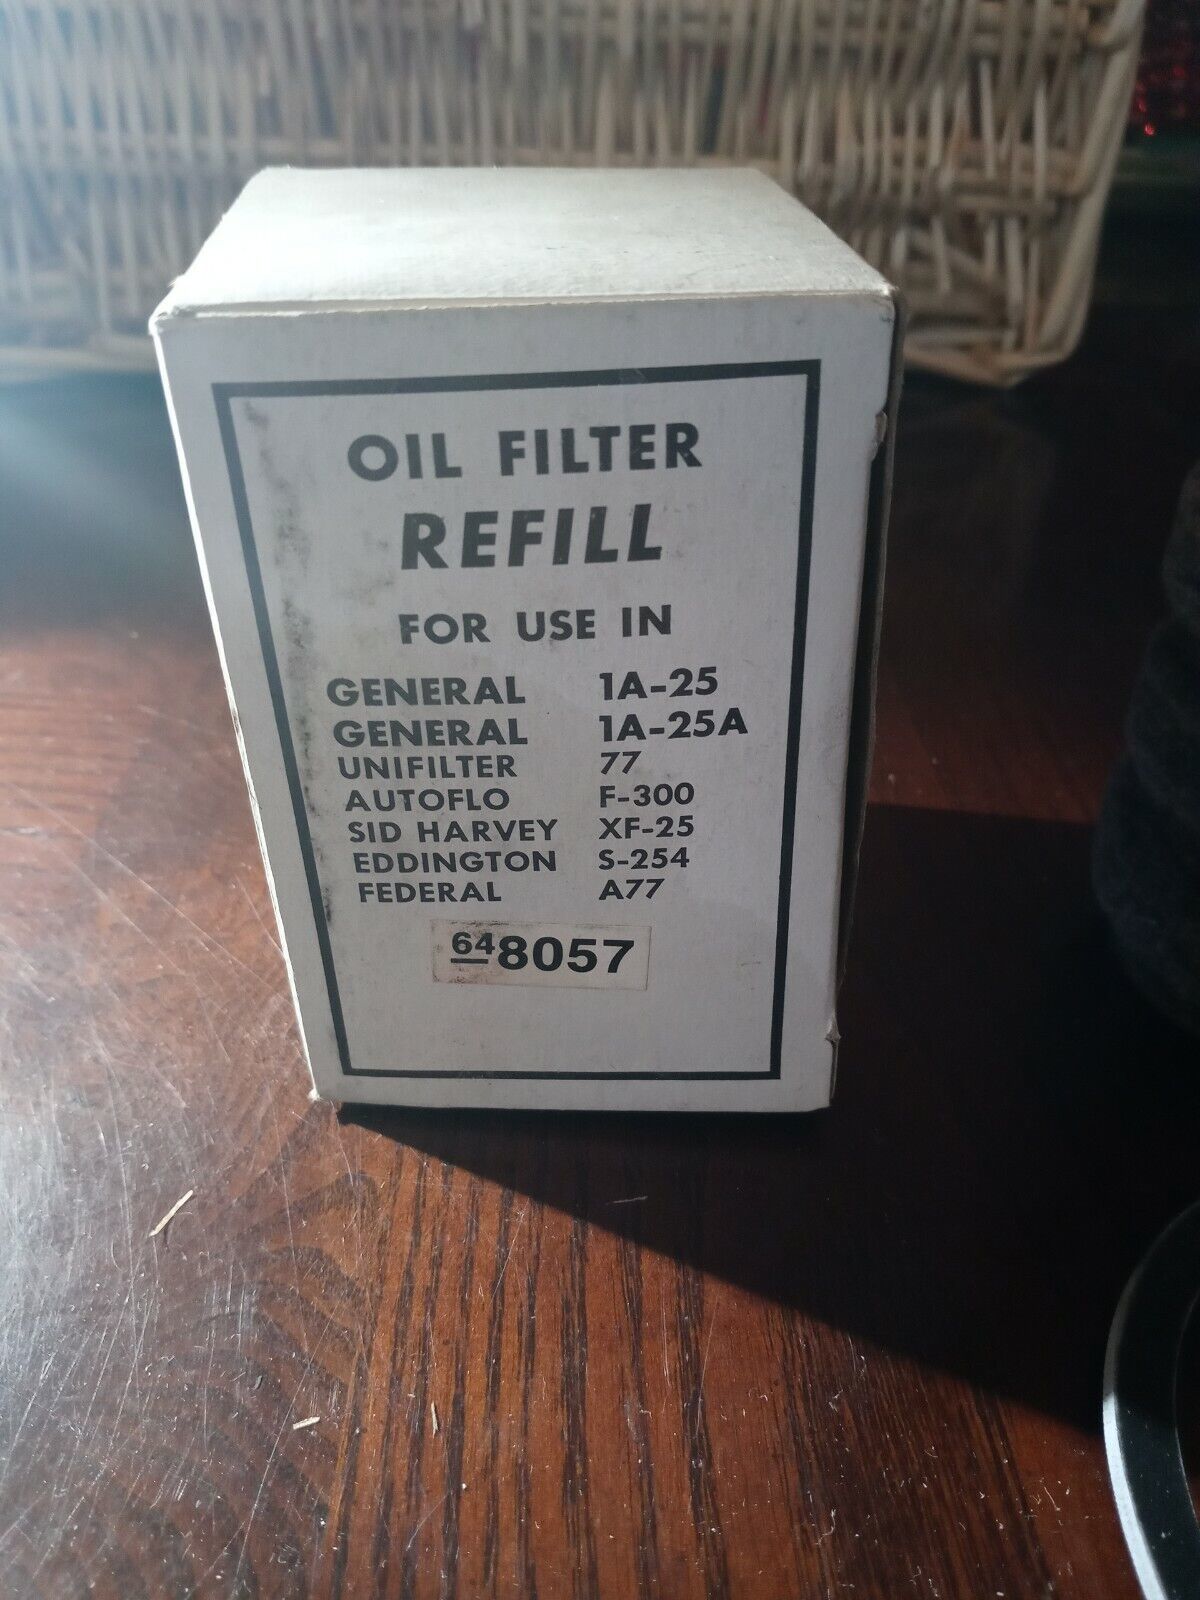 OIL FILTER
REFILL
FOR USE IN
GENERAL 1A-25
GENERAL 1A-25A
UNIFILTER 77
AUTOFLO F-300
SID HARVEY XF-25
EDDINGTON S-254
FEDERAL A77
64 8057